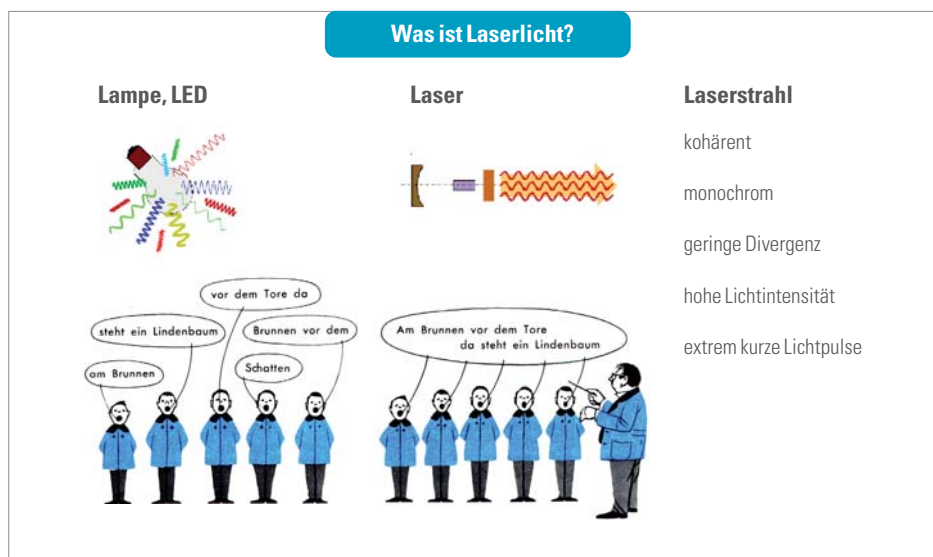 Was ist Laserlicht?
Lampe, LED
Laser
Laserstrahl
kohärent
monochrom
geringe Divergenz
hohe Lichtintensität
extrem kurze Lichtpulse
vor dem Tore da
steht ein Lindenbaum
Brunnen vor dem
am Brunnen
Schatten
Am Brunnen vor dem Tore
da steht ein Lindenbaum